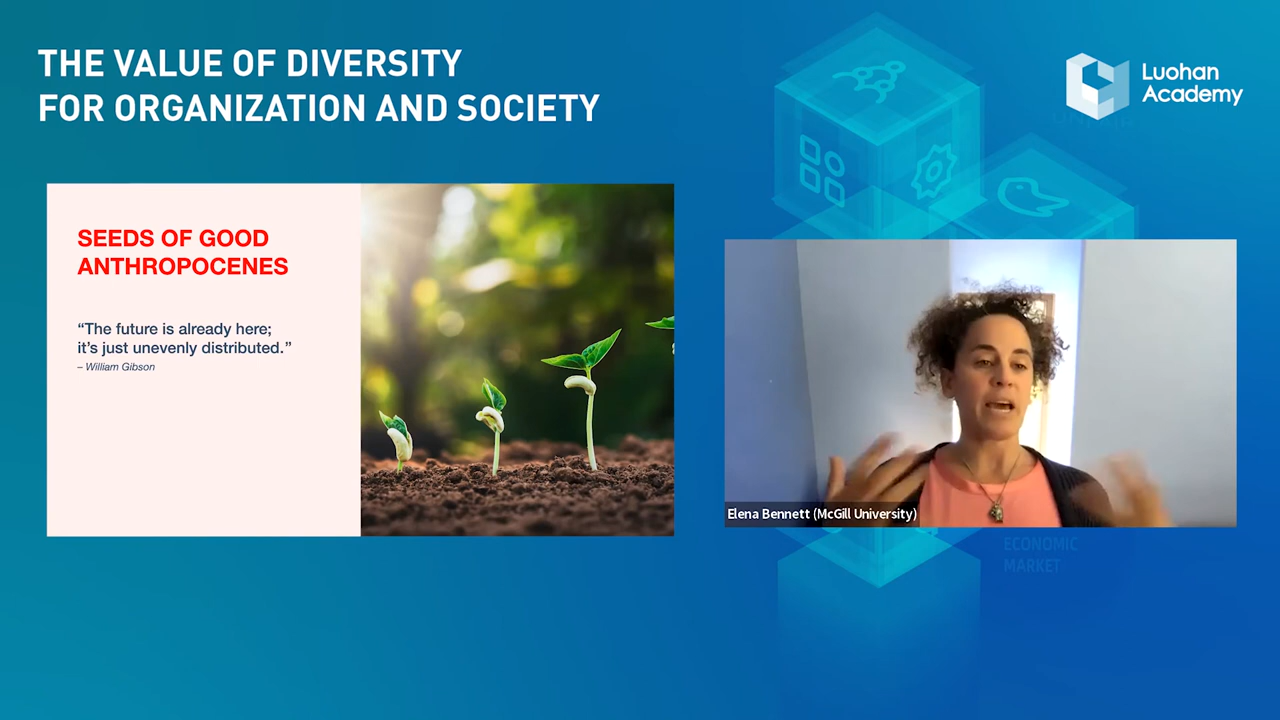 THE VALUE OF DIVERSITY
FOR ORGANIZATION AND SOCIETY
Luohan
Academy
SEEDS OF GOOD
ANTHROPOCENES
“The future is already here;
it’s just unevenly distributed.”
– William Gibson
Elena Bennett (McGill University)
ECONOMIC
MARKET